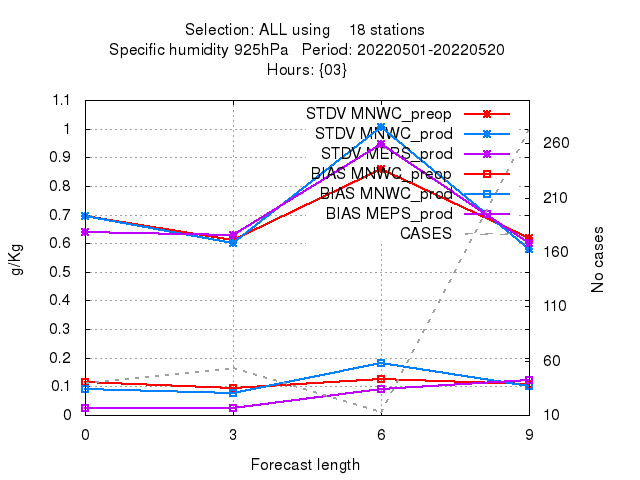 Selection: ALL using    18 stations
Specific humidity 925hPa   Period: 20220501-20220520
Hours: {03}
STDV MNWC_preop
STDV MNWC_prod
STDV MEPS_prod
BIAS MNWC_preop
BIAS MNWC_prod
BIAS MEPS_prod
CASES
g/Kg
1.1
1
0.9
0.8
0.7
0.6
0.5
0.4
0.3
0.2
0.1
0
260
210
160
110
60
10
No cases
0 3 6 9
Forecast length